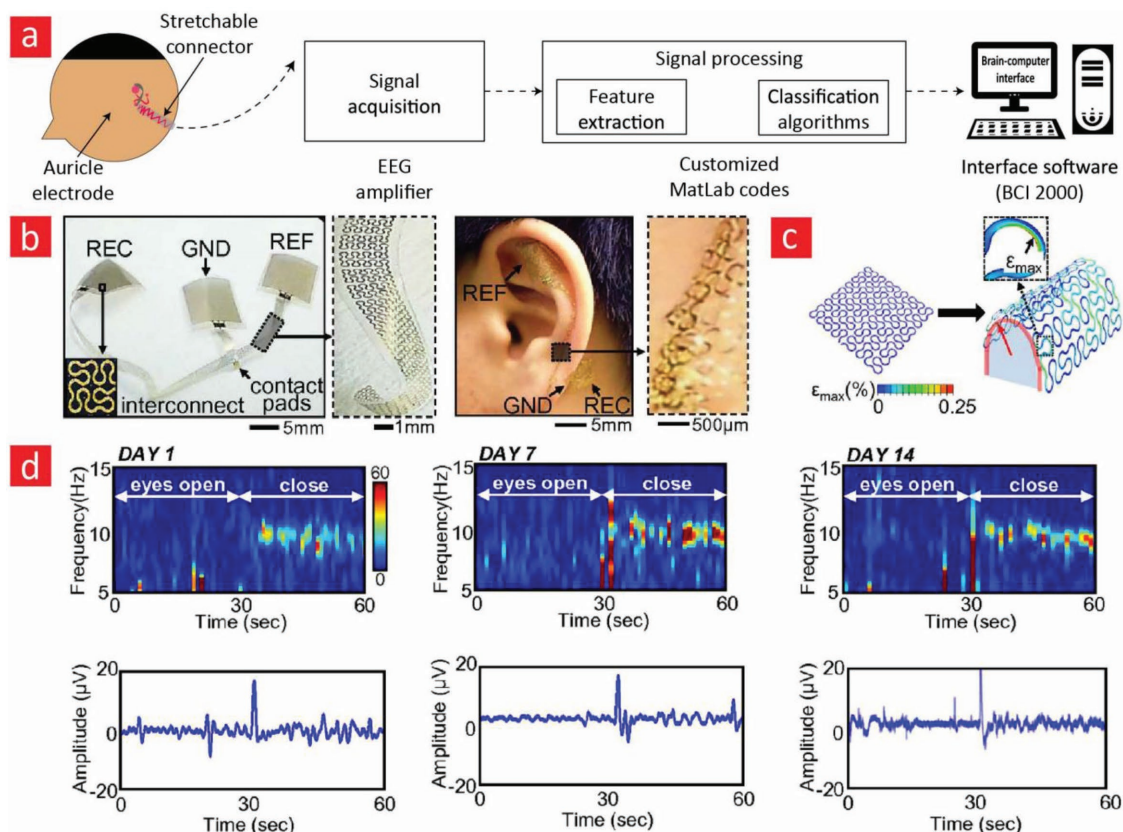 a
Stretchable
connector
Auricle
electrode
Signal
acquisition
EEG
amplifier
Signal processing
Feature
extraction
Classification
algorithms
Customized
MatLab codes
Brain-computer
interface
Interface software
(BCI 2000)
b
REC
GND
REF
interconnect
contact
pads
5mm
1mm
REF
GND
REC
5mm
500μm
c
εmax
εmax(%)
0
0.25
d
DAY 1
15
10
5
Frequency(Hz)
eyes open
close
60
0
0
30
60
Time (sec)
DAY 7
15
10
5
Frequency(Hz)
eyes open
close
0
30
60
Time (sec)
DAY 14
15
10
5
Frequency(Hz)
eyes open
close
0
30
60
Time (sec)
20
0
-20
Amplitude (μV)
0
30
60
Time (sec)
20
0
-20
Amplitude (μV)
0
30
60
Time (sec)
20
0
-20
Amplitude (μV)
0
30
60
Time (sec)